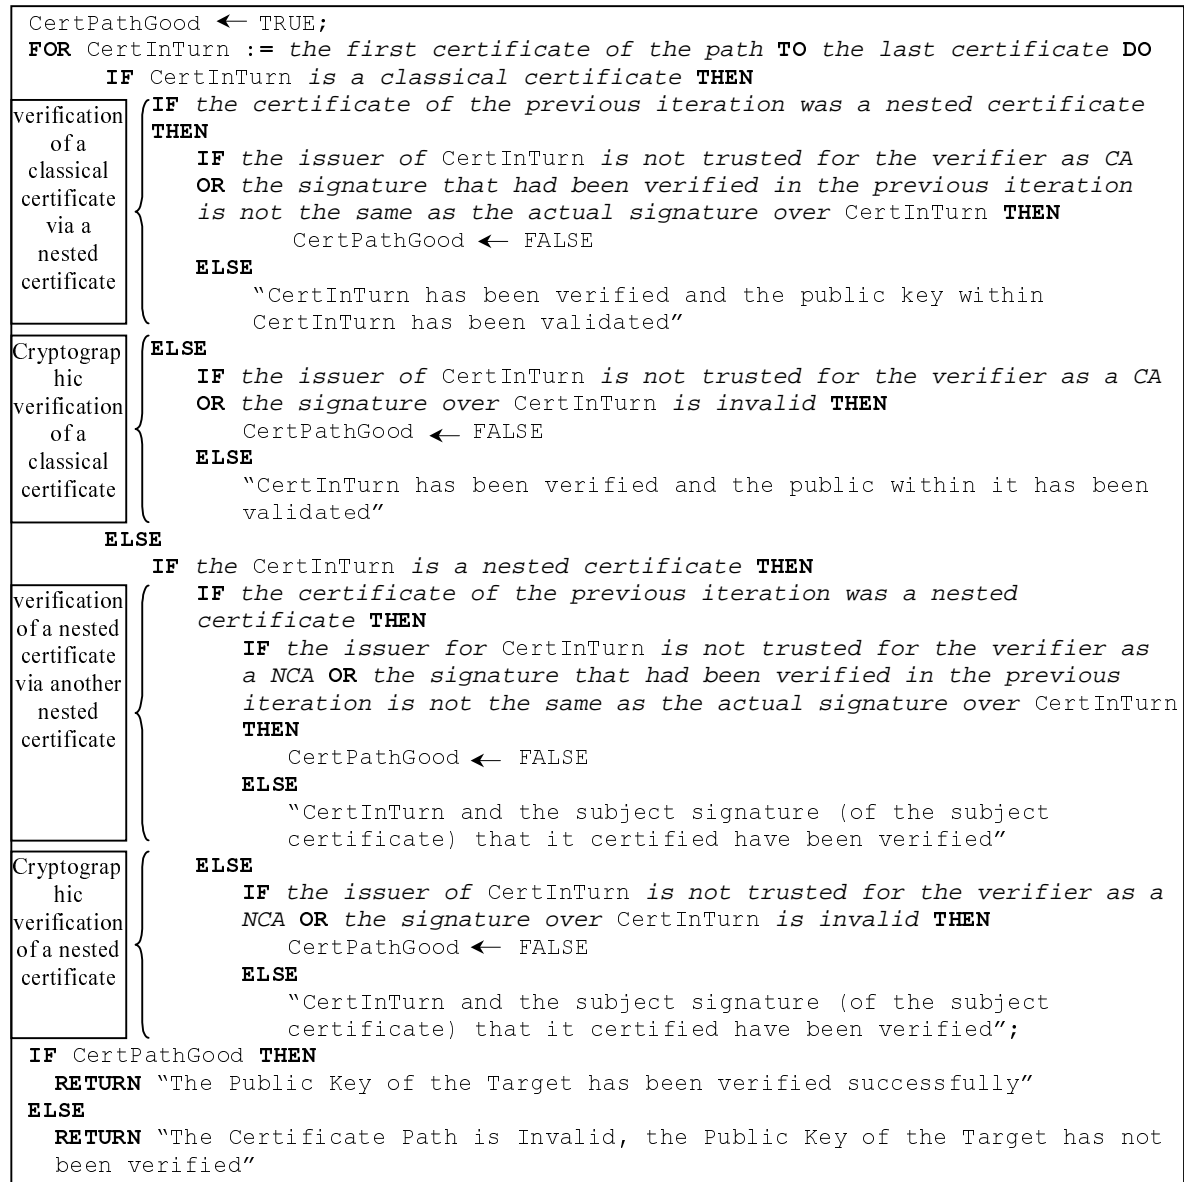 CertPathGood ← TRUE;
FOR CertInTurn := the first certificate of the path TO the last certificate DO
IF CertInTurn is a classical certificate THEN
verification
of a
classical
certificate
via a
nested
certificate
IF the certificate of the previous iteration was a nested certificate
THEN
IF the issuer of CertInTurn is not trusted for the verifier as CA
OR the signature that had been verified in the previous iteration
is not the same as the actual signature over CertInTurn THEN
CertPathGood ← FALSE
ELSE
“CertInTurn has been verified and the public key within
CertInTurn has been validated”
Cryptograp
hic
verification
of a
classical
certificate
ELSE
IF the issuer of CertInTurn is not trusted for the verifier as a CA
OR the signature over CertInTurn is invalid THEN
CertPathGood ← FALSE
ELSE
“CertInTurn has been verified and the public within it has been
validated”
ELSE
IF the CertInTurn is a nested certificate THEN
verification
of a nested
certificate
via another
nested
certificate
IF the certificate of the previous iteration was a nested
certificate THEN
IF the issuer for CertInTurn is not trusted for the verifier as
a NCA OR the signature that had been verified in the previous
iteration is not the same as the actual signature over CertInTurn
THEN
CertPathGood ← FALSE
ELSE
“CertInTurn and the subject signature (of the subject
certificate) that it certified have been verified”
Cryptograp
hic
verification
of a nested
certificate
ELSE
IF the issuer of CertInTurn is not trusted for the verifier as a
NCA OR the signature over CertInTurn is invalid THEN
CertPathGood ← FALSE
ELSE
“CertInTurn and the subject signature (of the subject
certificate) that it certified have been verified”;
IF CertPathGood THEN
RETURN “The Public Key of the Target has been verified successfully”
ELSE
RETURN “The Certificate Path is Invalid, the Public Key of the Target has not
been verified”